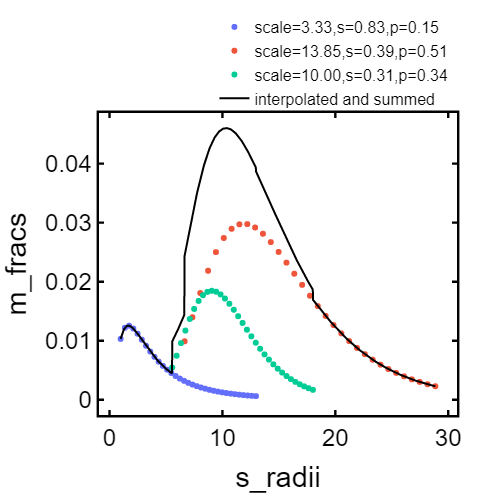 scale=3.33,s=0.83,p=0.15
scale=13.85,s=0.39,p=0.51
scale=10.00,s=0.31,p=0.34
interpolated and summed
0.04
0.03
0.02
0.01
0
m_fracs
0 10 20 30
s_radii